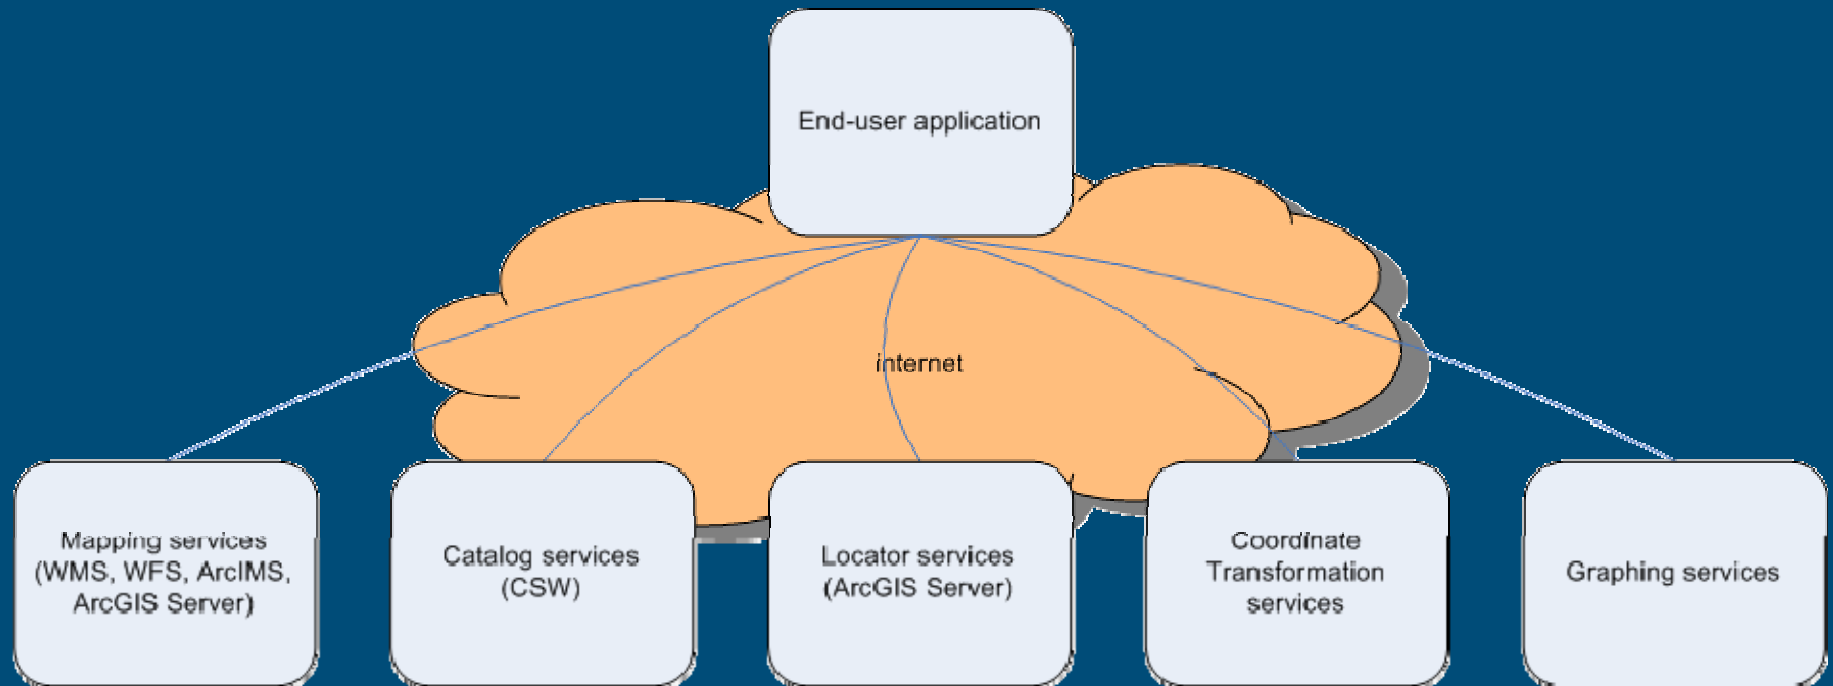 End-user application
internet
Mapping services
(WMS, WFS, ArcIMS,
ArcGIS Server)
Catalog services
(CSW)
Locator services
(ArcGIS Server)
Coordinate
Transformation
services
Graphing services